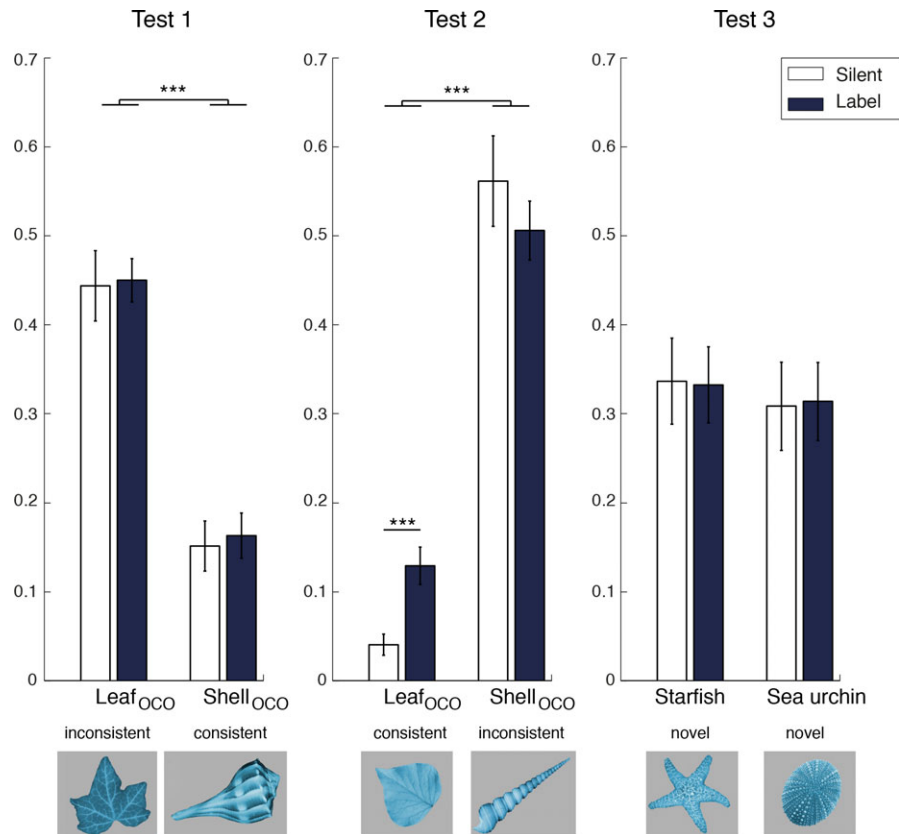 Test 1
Test 2
Test 3
Silent
Label
0.7
0.6
0.5
0.4
0.3
0.2
0.1
0
***
Leaf OCO
Shell OCO
inconsistent
consistent
0.7
0.6
0.5
0.4
0.3
0.2
0.1
0
***
***
Leaf OCO
Shell OCO
consistent
inconsistent
0.7
0.6
0.5
0.4
0.3
0.2
0.1
0
Starfish
Sea urchin
novel
novel